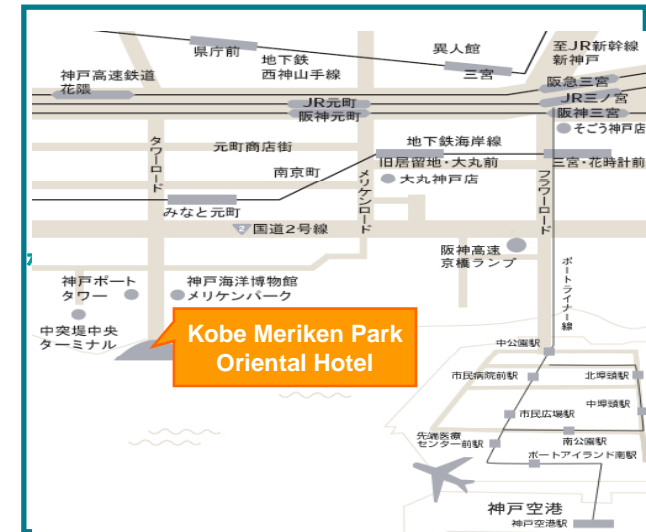 県庁前
地下鉄
西神山手線
異人館
三宮
至JR新幹線
新神戸
神戸高速鉄道
花隈
阪急三宮
JR元町
阪神元町
JR三ノ宮
阪神三宮
そごう神戸店
タワーロード
元町商店街
地下鉄海岸線
南京町
旧居留地・大丸前
三宮・花時計前
大丸神戸店
メリケンロード
フラワーロード
みなと元町
2
国道2号線
阪神高速
京橋ランプ
ポートライナー線
神戸ポート
タワー
神戸海洋博物館
メリケンパーク
中突堤中央
ターミナル
Kobe Meriken Park
Oriental Hotel
中公園駅
市民病院前駅
北埠頭駅
市民広場駅
中埠頭駅
先端医療
センター前駅
南公園駅
ポートアイランド南駅
神戸空港
神戸空港駅